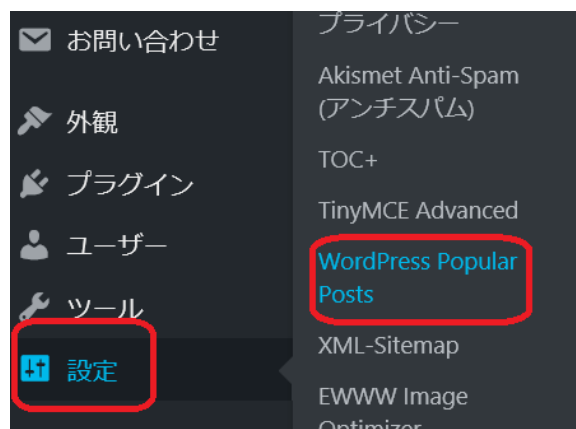 お問い合わせ
外観
プラグイン
ユーザー
ツール
設定
プライバシー
Akismet Anti-Spam
(アンチスパム)
TOC+
TinyMCE Advanced
WordPress Popular
Posts
XML-Sitemap
EWWW Image
Optimizer